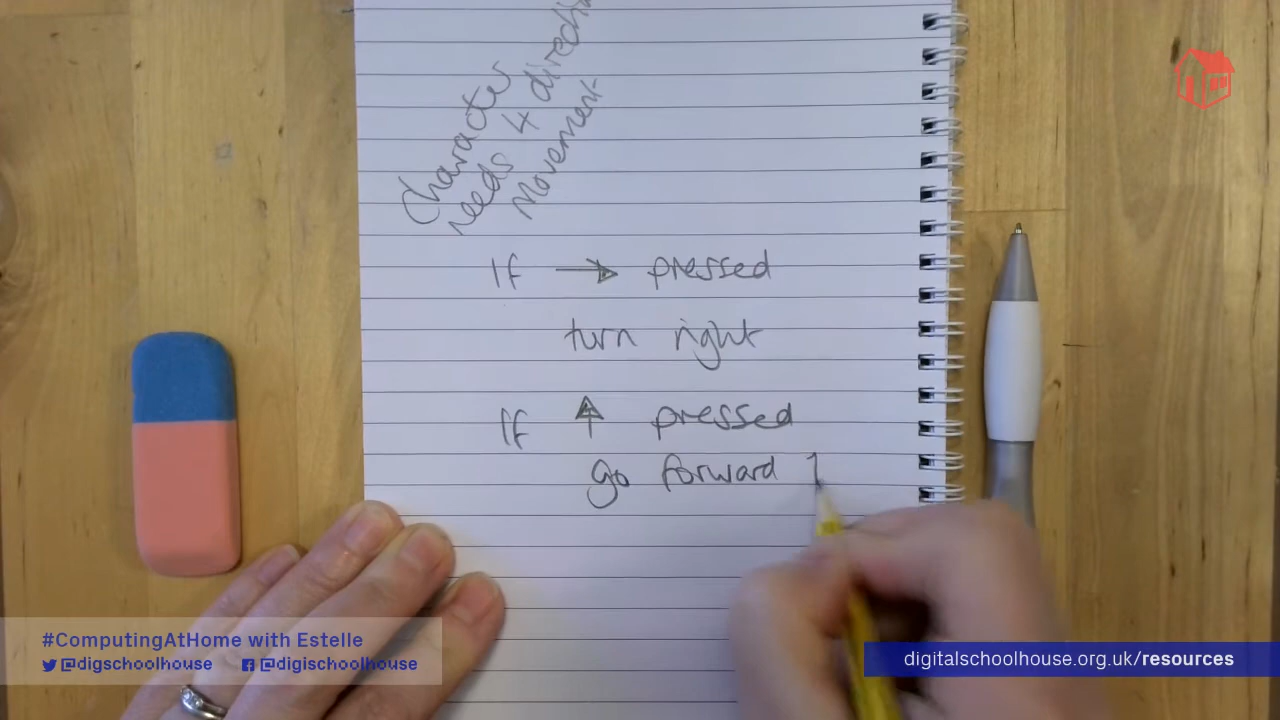 Character
needs 4 directi
Movement
If → pressed
turn right
If ↑ pressed
go forward 1
#ComputingAtHome with Estelle
@digschoolhouse @digischoolhouse
digitalschoolhouse.org.uk/resources